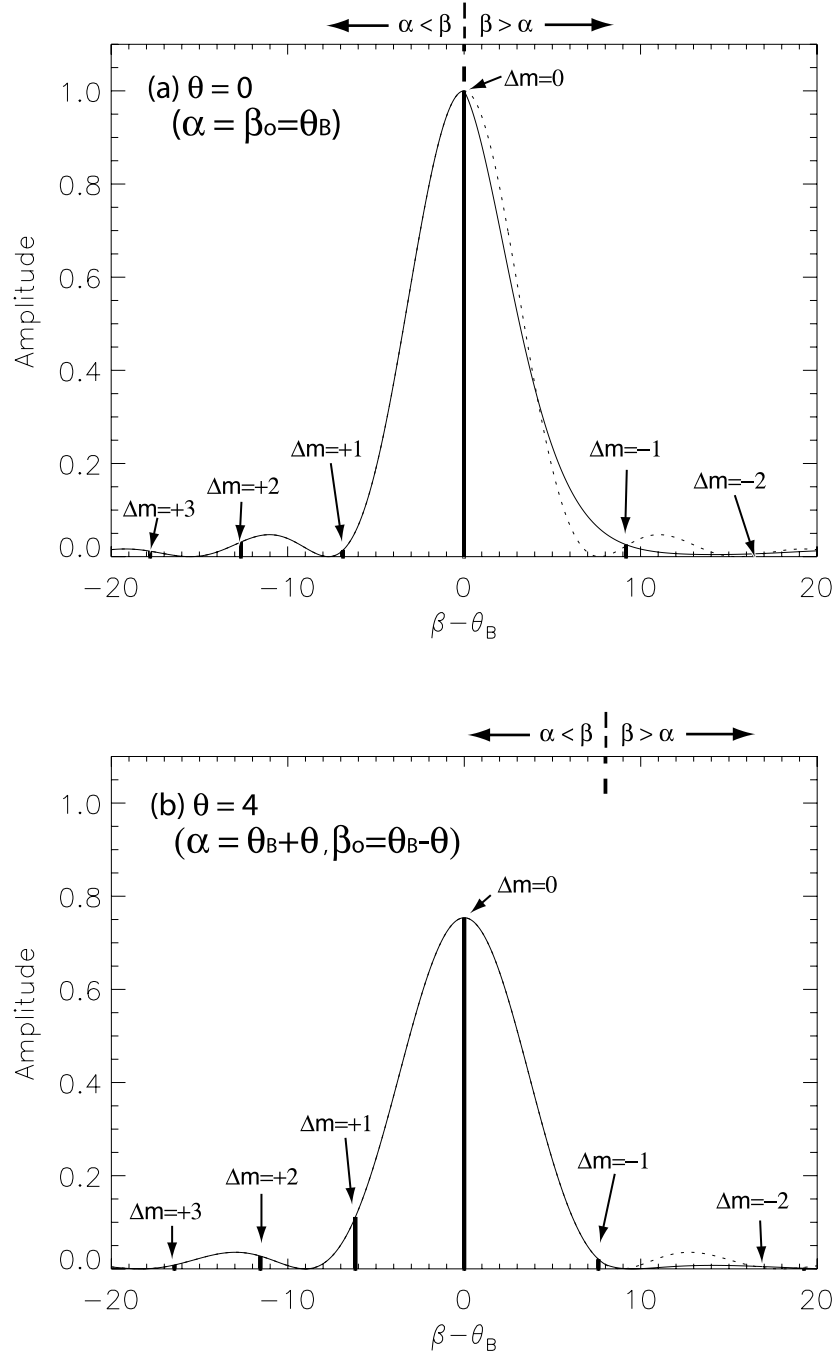 α < β β > α
(a) θ = 0
(α = βo=θB)
Δm=0
1.0
0.8
0.6
0.4
0.2
0.0
Amplitude
Δm=+1
Δm=+2
Δm=+3
Δm=−1
Δm=−2
−20 −10 0 10 20
β−θB
α < β β > α
(b) θ = 4
(α = θB+θ, βo=θB-θ)
Δm=0
1.0
0.8
0.6
0.4
0.2
0.0
Amplitude
Δm=+1
Δm=+2
Δm=+3
Δm=−1
Δm=−2
−20 −10 0 10 20
β−θB